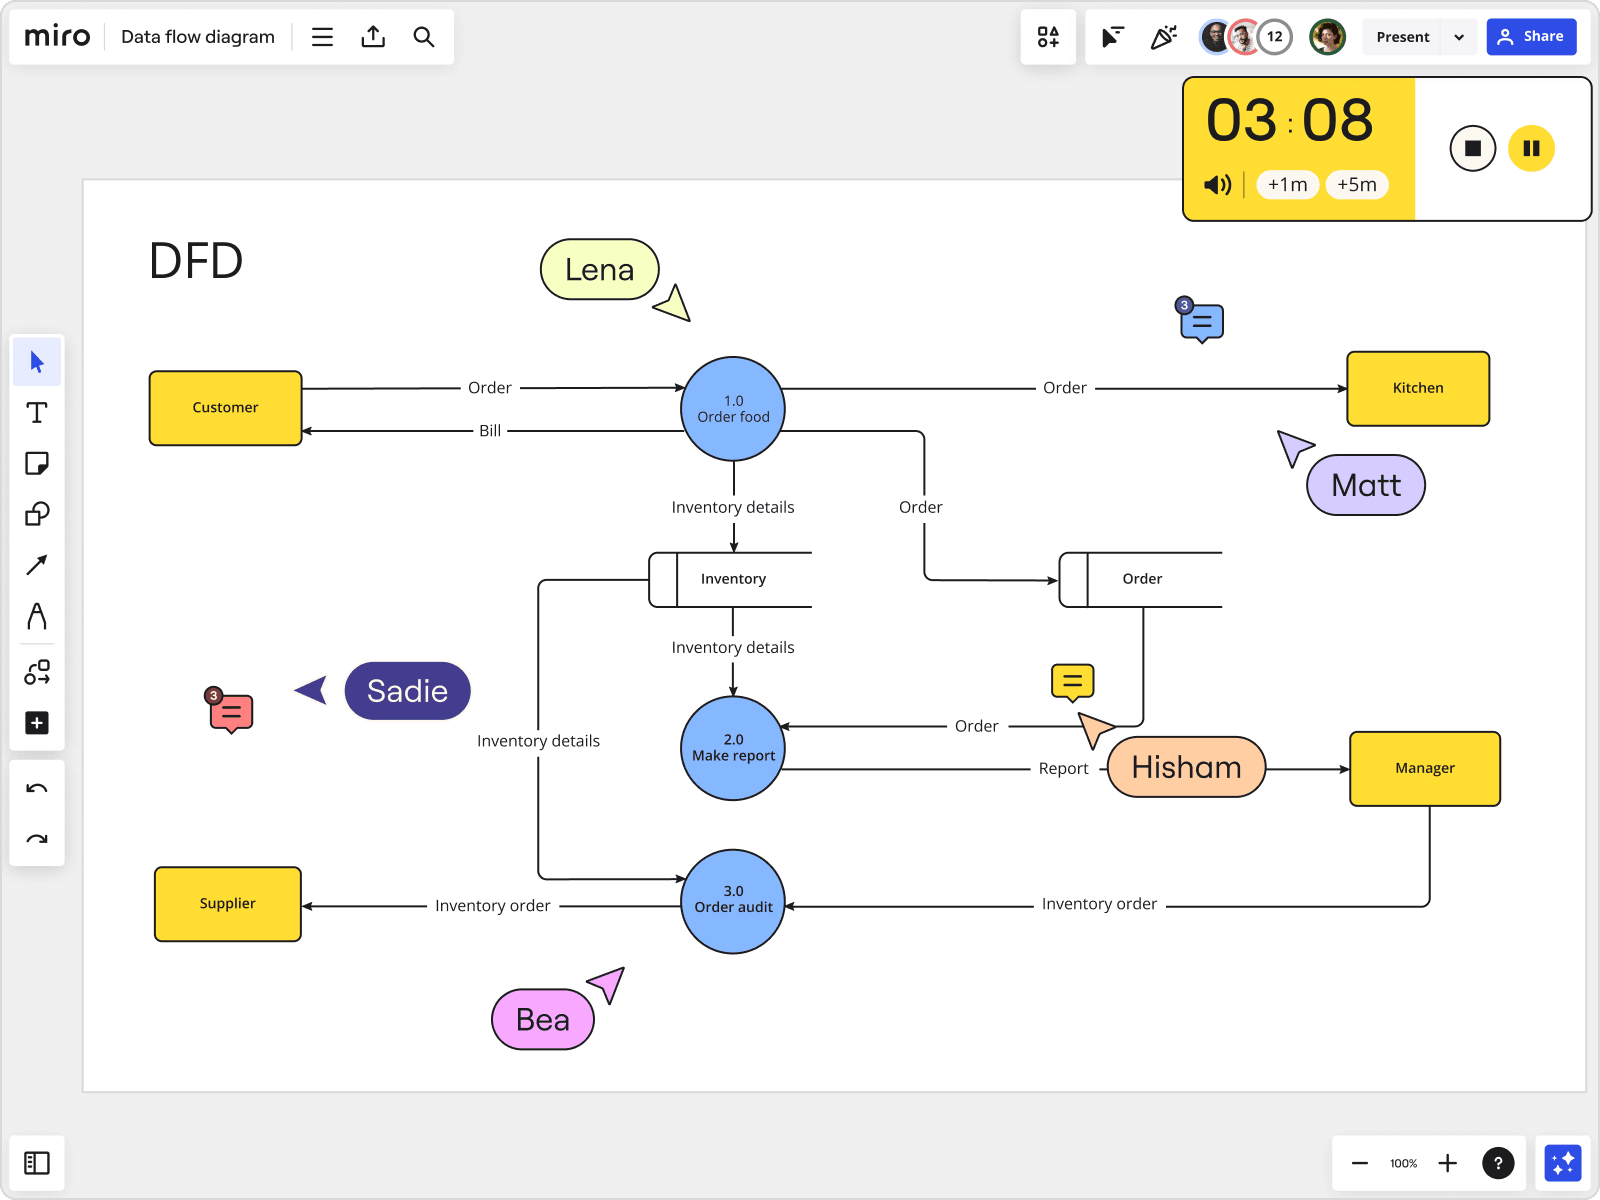 miro
Data flow diagram
12
Present
Share
03:08
+1m
+5m
DFD
Lena
3
Customer
Order
1.0
Order food
Order
Kitchen
Bill
Matt
Inventory details
Order
Inventory
Order
Inventory details
3
Sadie
Order
Inventory details
2.0
Make report
Report
Hisham
Manager
3.0
Order audit
Supplier
Inventory order
Inventory order
Bea
100%
?